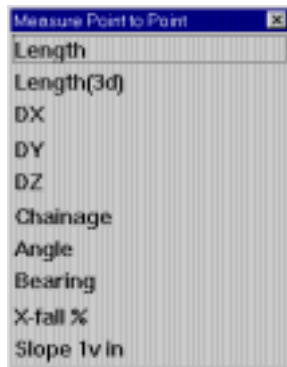 Measure Point to Point
Length
Length(3d)
DX
DY
DZ
Chainage
Angle
Bearing
X-fall %
Slope 1v in